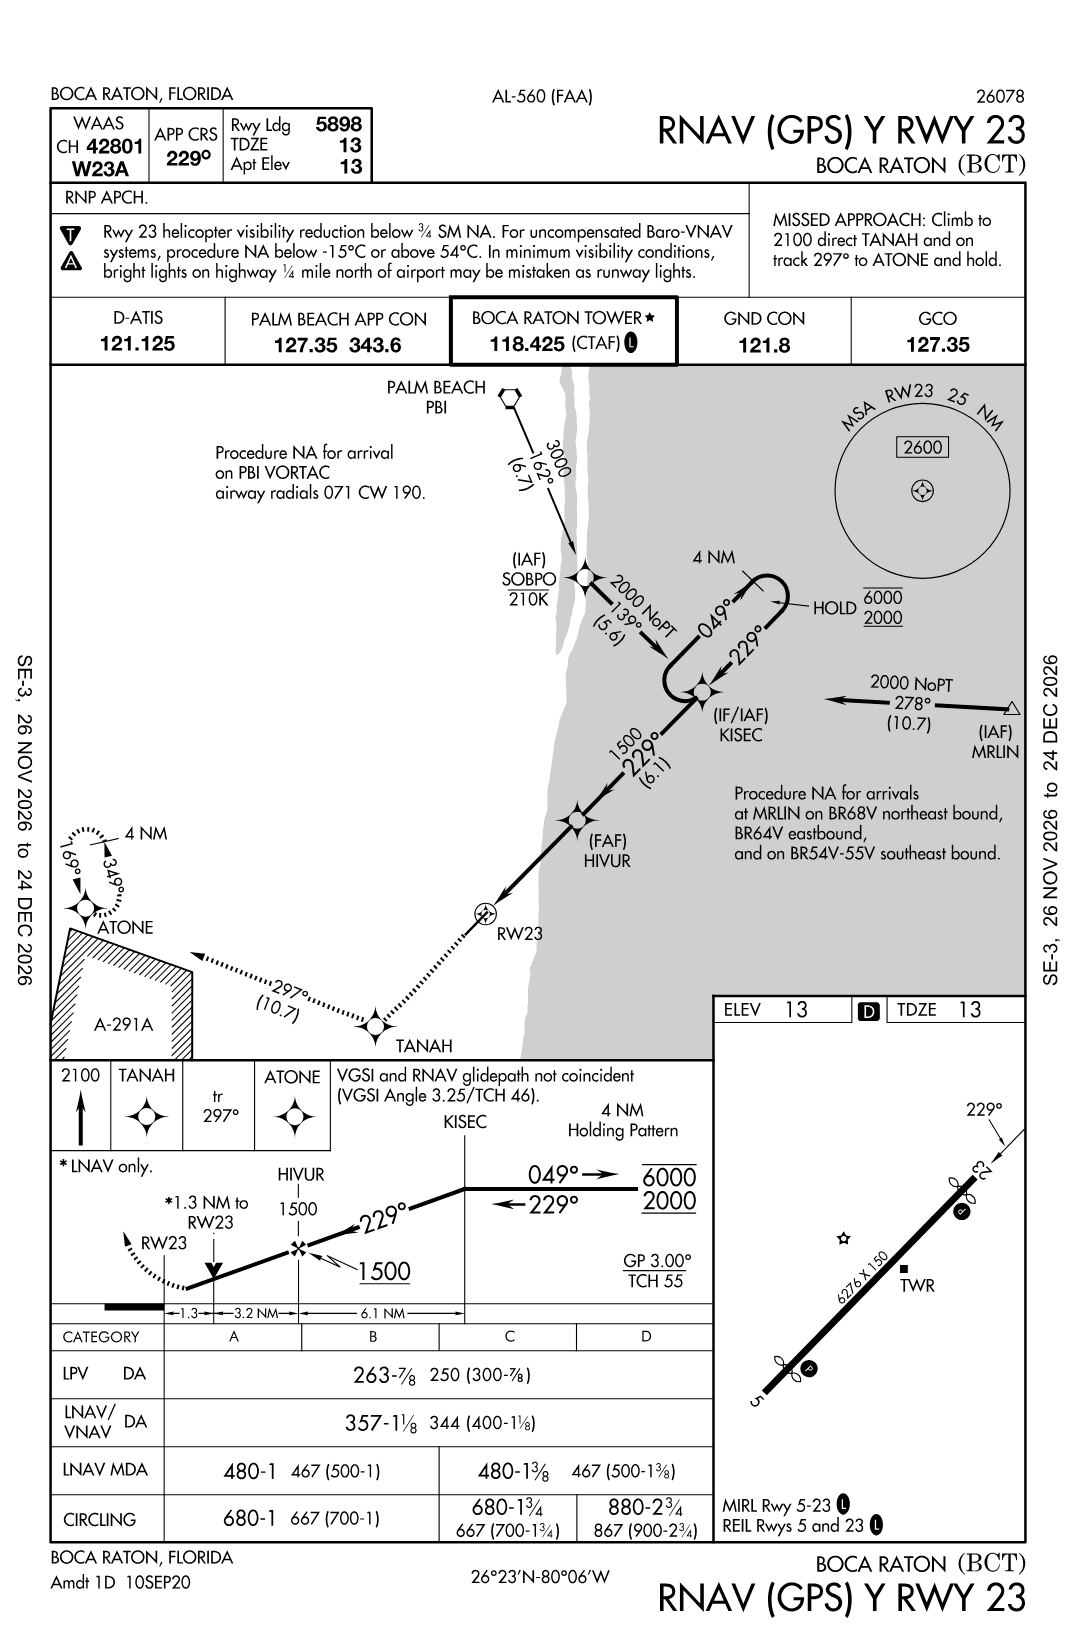 BOCA RATON, FLORIDA
AL-560 (FAA)
26078
WAAS
CH 42801
W23A
APP CRS
229°
Rwy Ldg 5898
TDZE 13
Apt Elev 13
RNAV (GPS) Y RWY 23
BOCA RATON (BCT)
RNP APCH.
T
A
Rwy 23 helicopter visibility reduction below ¾ SM NA. For uncompensated Baro-VNAV
systems, procedure NA below -15°C or above 54°C. In minimum visibility conditions,
bright lights on highway ¼ mile north of airport may be mistaken as runway lights.
MISSED APPROACH: Climb to
2100 direct TANAH and on
track 297° to ATONE and hold.
D-ATIS
121.125
PALM BEACH APP CON
127.35 343.6
BOCA RATON TOWER★
118.425 (CTAF) L
GND CON
121.8
GCO
127.35
PALM BEACH
PBI
Procedure NA for arrival
on PBI VORTAC
airway radials 071 CW 190.
3000
162°
(6.7)
MSA RW23 25 NM
2600
(IAF)
SOBPO
210K
2000 NoPT
139°
(5.6)
4 NM
HOLD
6000
2000
049°
229°
(IF/IAF)
KISEC
2000 NoPT
278°
(10.7)
(IAF)
MRLIN
1500
229°
(6.1)
Procedure NA for arrivals
at MRLIN on BR68V northeast bound,
BR64V eastbound,
and on BR54V-55V southeast bound.
(FAF)
HIVUR
4 NM
169°
349°
ATONE
RW23
297°
(10.7)
A-291A
TANAH
SE-3, 26 NOV 2026 to 24 DEC 2026
SE-3, 26 NOV 2026 to 24 DEC 2026
ELEV 13
D
TDZE 13
229°
23
P
6276 X 150
TWR
P
5
MIRL Rwy 5-23 L
REIL Rwys 5 and 23 L
2100
TANAH
tr
297°
ATONE
VGSI and RNAV glidepath not coincident
(VGSI Angle 3.25/TCH 46).
KISEC
4 NM
Holding Pattern
* LNAV only.
HIVUR
1500
049°
229°
6000
2000
*1.3 NM to
RW23
RW23
229°
1500
GP 3.00°
TCH 55
1.3
3.2 NM
6.1 NM
CATEGORY A B C D
LPV DA 263-⅞ 250 (300-⅞)
LNAV/
VNAV DA 357-1⅛ 344 (400-1⅛)
LNAV MDA 480-1 467 (500-1) 480-1⅜ 467 (500-1⅜)
CIRCLING 680-1 667 (700-1)
680-1¾
667 (700-1¾)
880-2¾
867 (900-2¾)
BOCA RATON, FLORIDA
Amdt 1D 10SEP20
26°23'N-80°06'W
BOCA RATON (BCT)
RNAV (GPS) Y RWY 23